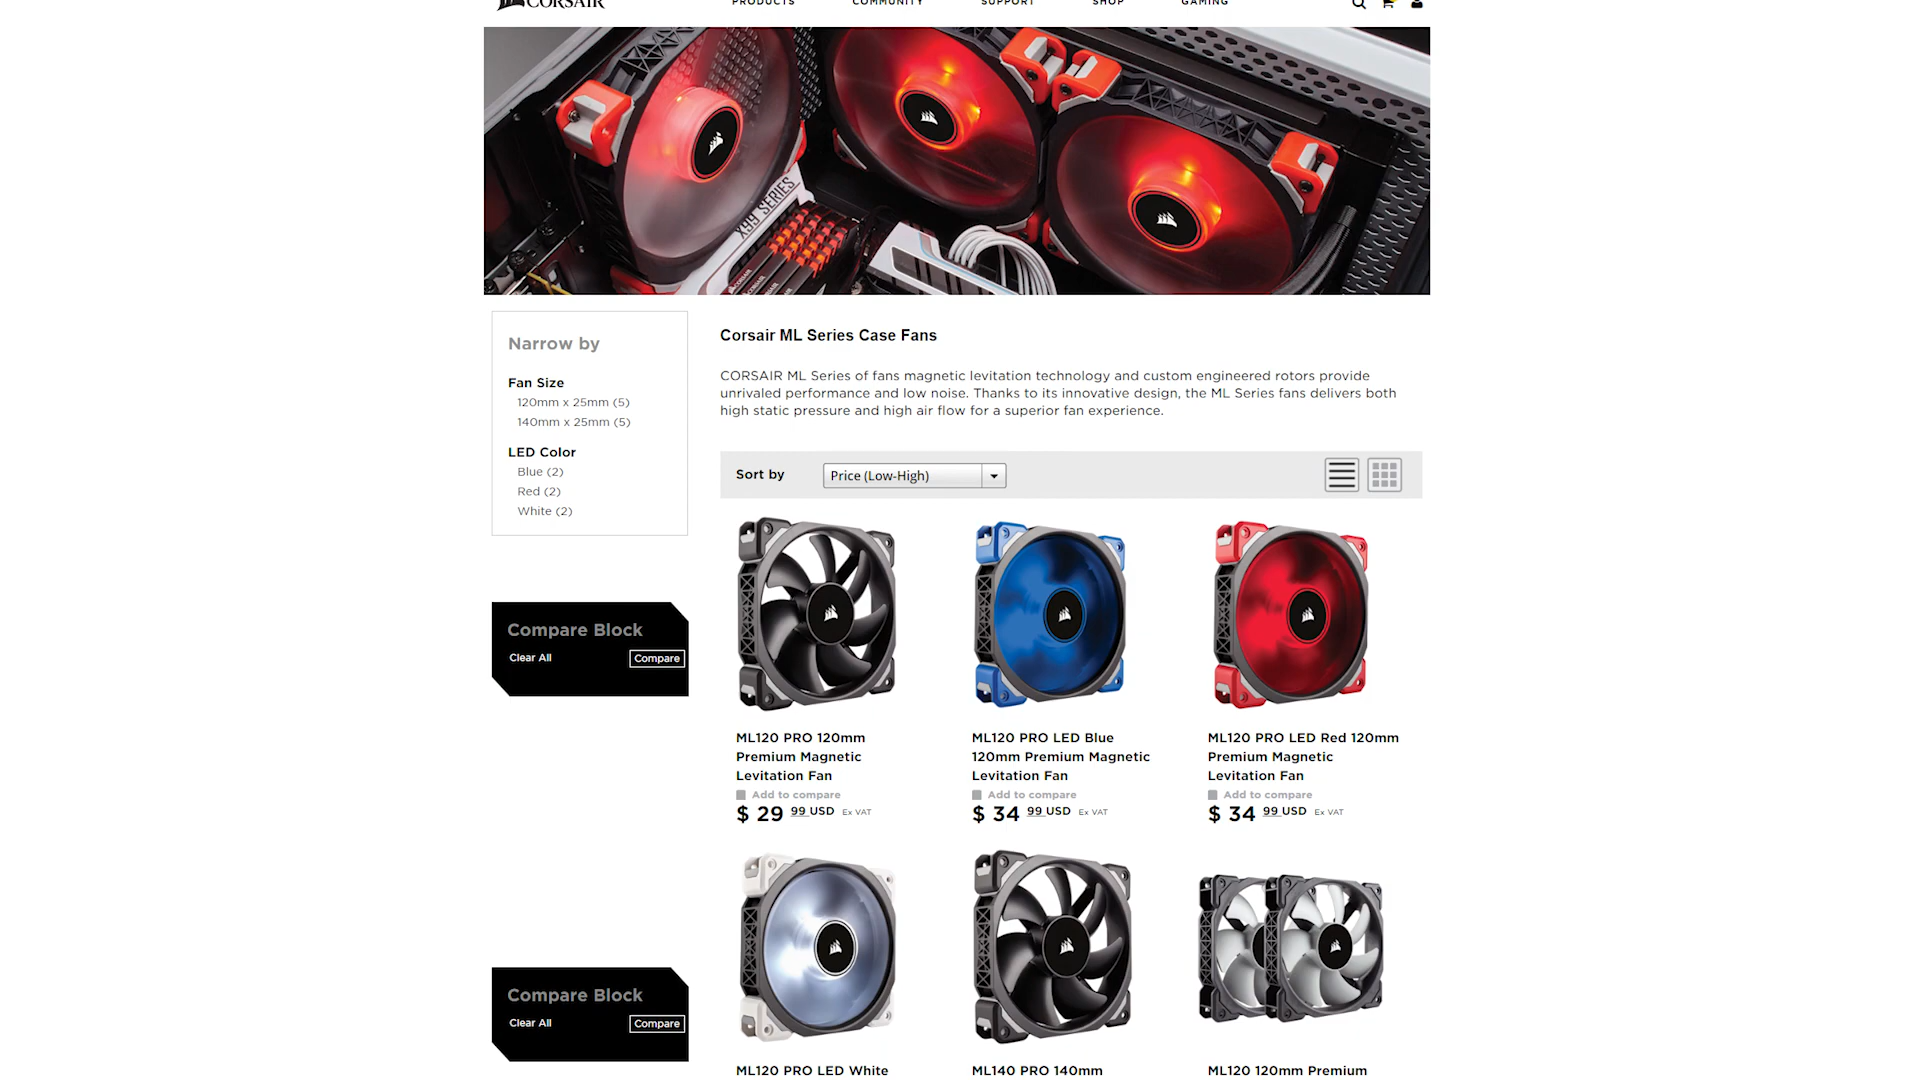 CORSAIR
PRODUCTS
COMMUNITY
SUPPORT
SHOP
GAMING
X99 SERIES
Narrow by
Fan Size
120mm x 25mm (5)
140mm x 25mm (5)
LED Color
Blue (2)
Red (2)
White (2)
Compare Block
Clear All
Compare
Compare Block
Clear All
Compare
Corsair ML Series Case Fans
CORSAIR ML Series of fans magnetic levitation technology and custom engineered rotors provide
unrivaled performance and low noise. Thanks to its innovative design, the ML Series fans delivers both
high static pressure and high air flow for a superior fan experience.
Sort by
Price (Low-High)
ML120 PRO 120mm
Premium Magnetic
Levitation Fan
Add to compare
$ 29 99 USD Ex VAT
ML120 PRO LED Blue
120mm Premium Magnetic
Levitation Fan
Add to compare
$ 34 99 USD Ex VAT
ML120 PRO LED Red 120mm
Premium Magnetic
Levitation Fan
Add to compare
$ 34 99 USD Ex VAT
ML120 PRO LED White
ML140 PRO 140mm
ML120 120mm Premium